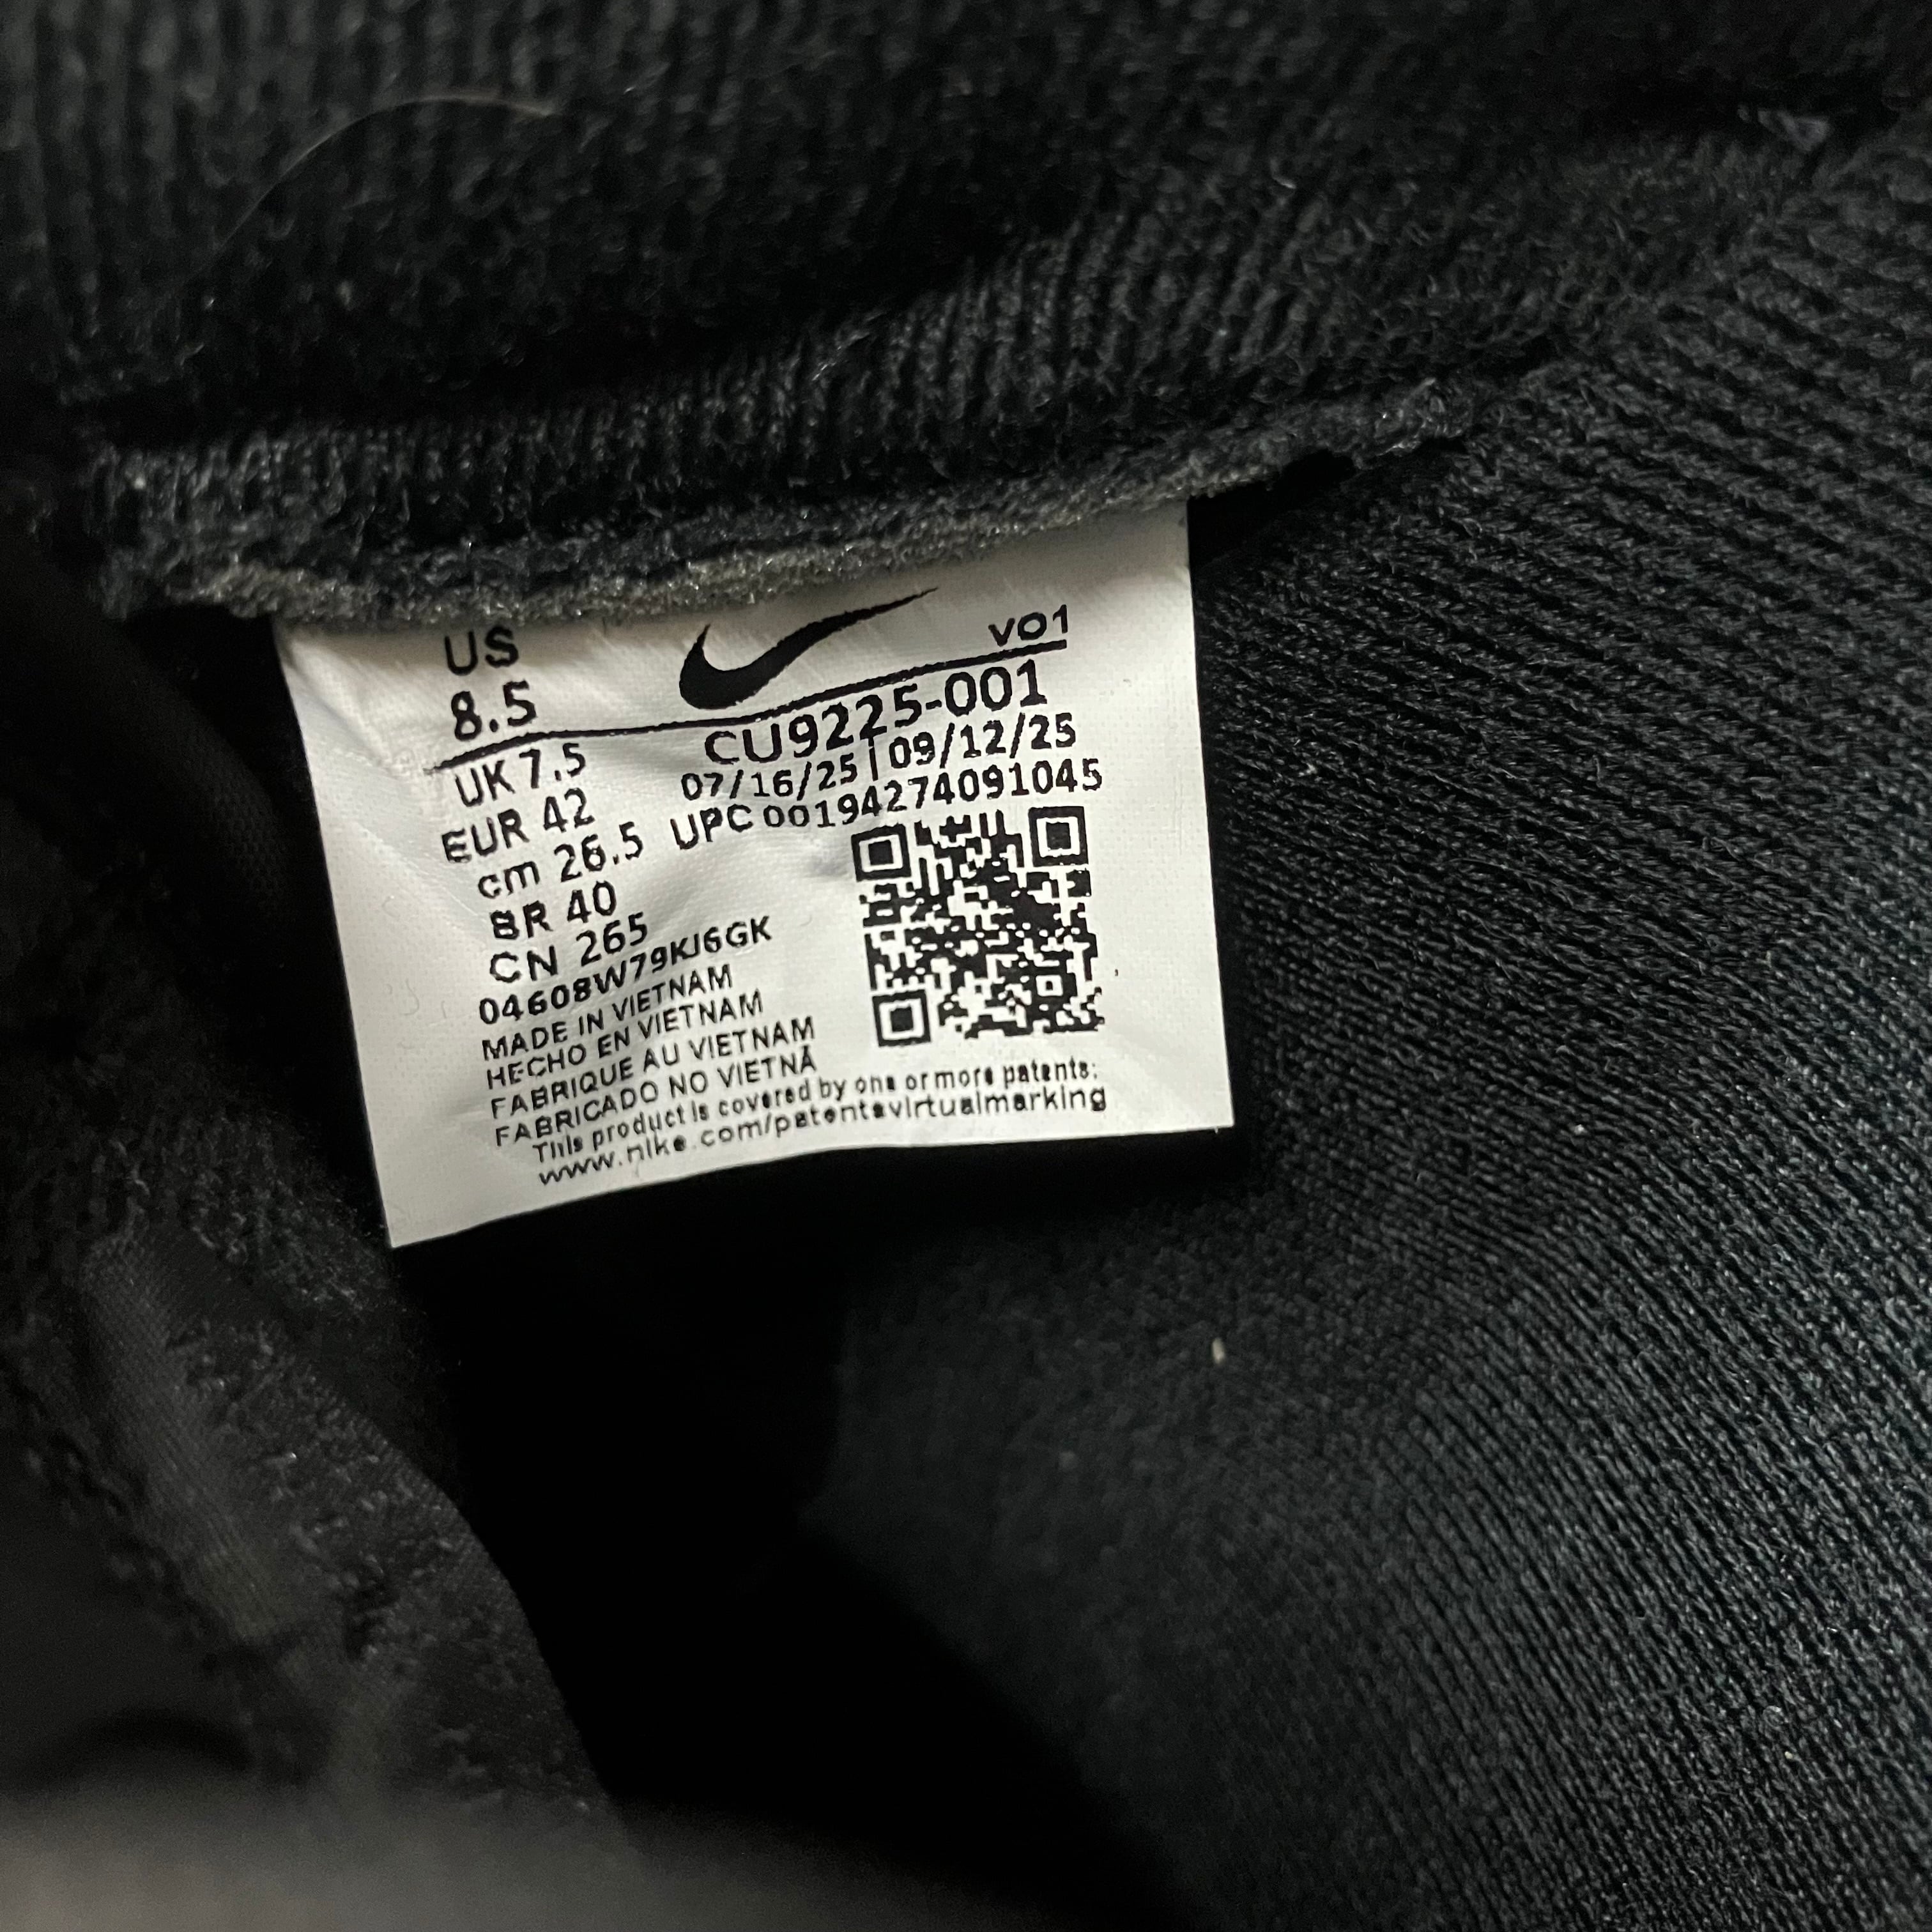 US
8.5
VO1
CU9225-001
07/16/25 | 09/12/25
UPC 00194274091045
UK 7.5
EUR 42
cm 26.5
BR 40
CN 265
04608W79KJ6GK
MADE IN VIETNAM
HECHO EN VIETNAM
FABRIQUE AU VIETNAM
FABRICADO NO VIETNÃ
This product is covered by one or more patents:
www.nike.com/patentsvirtualmarking